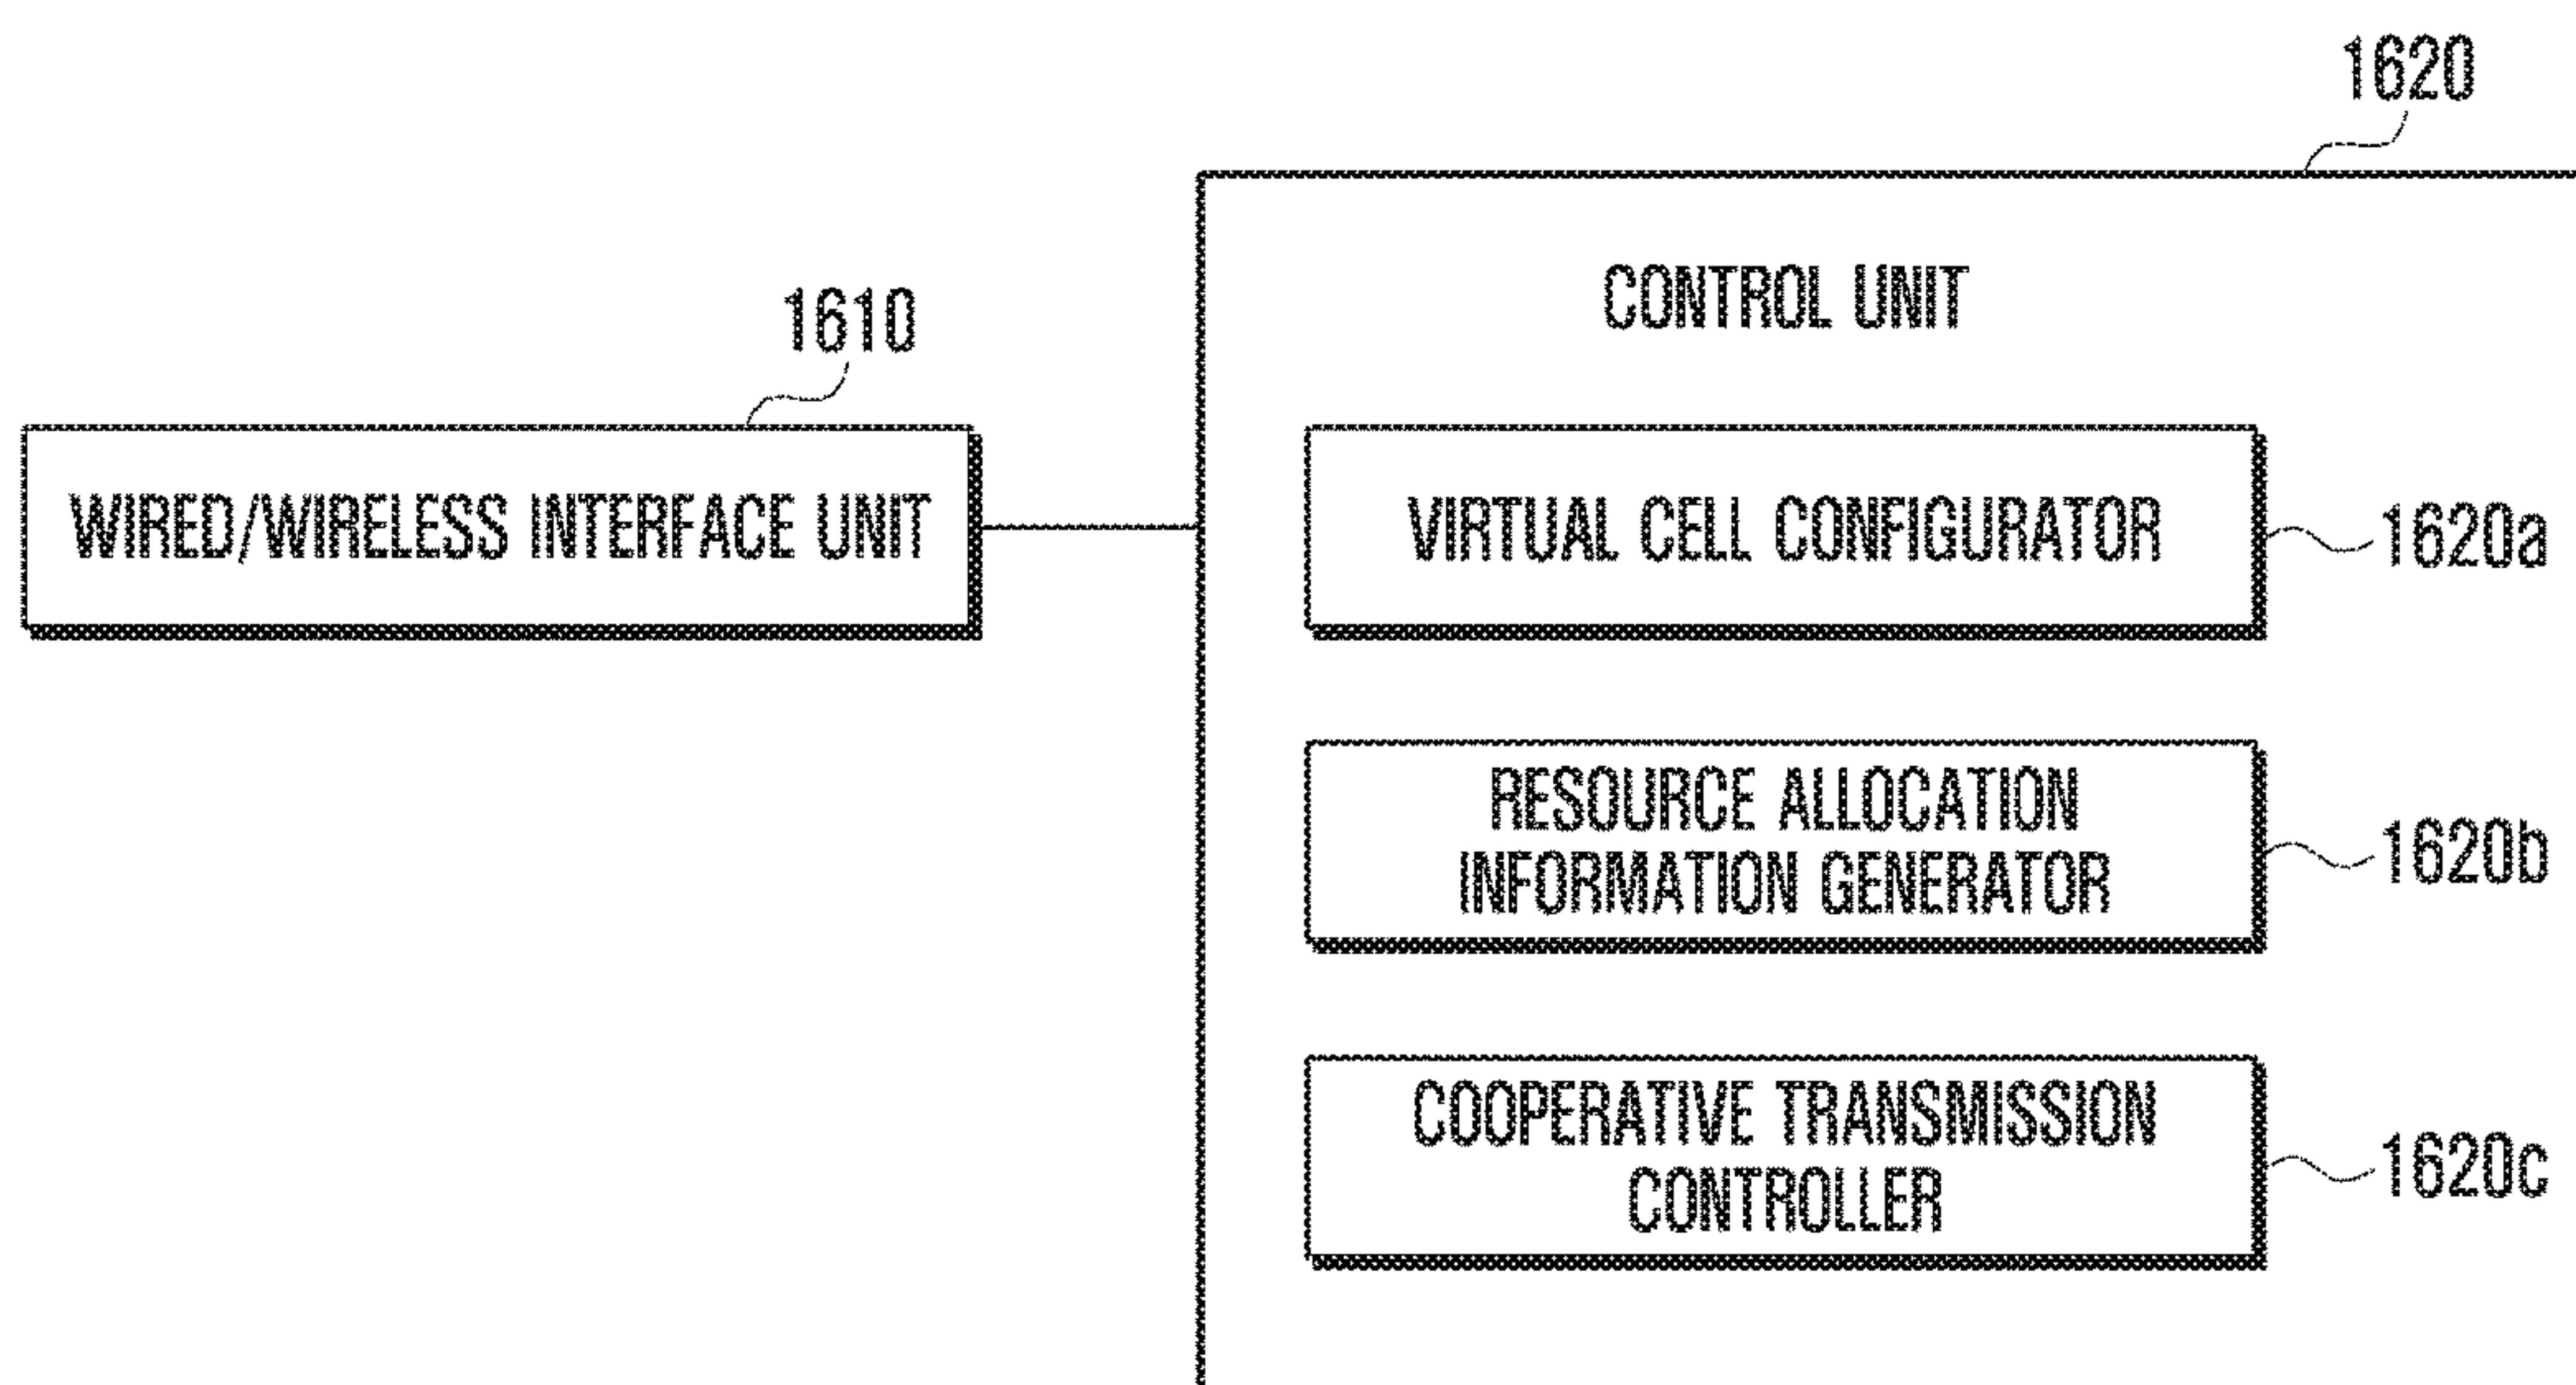 1620
CONTROL UNIT
1610
WIRED/WIRELESS INTERFACE UNIT
VIRTUAL CELL CONFIGURATOR
1620a
RESOURCE ALLOCATION
INFORMATION GENERATOR
1620b
COOPERATIVE TRANSMISSION
CONTROLLER
1620c